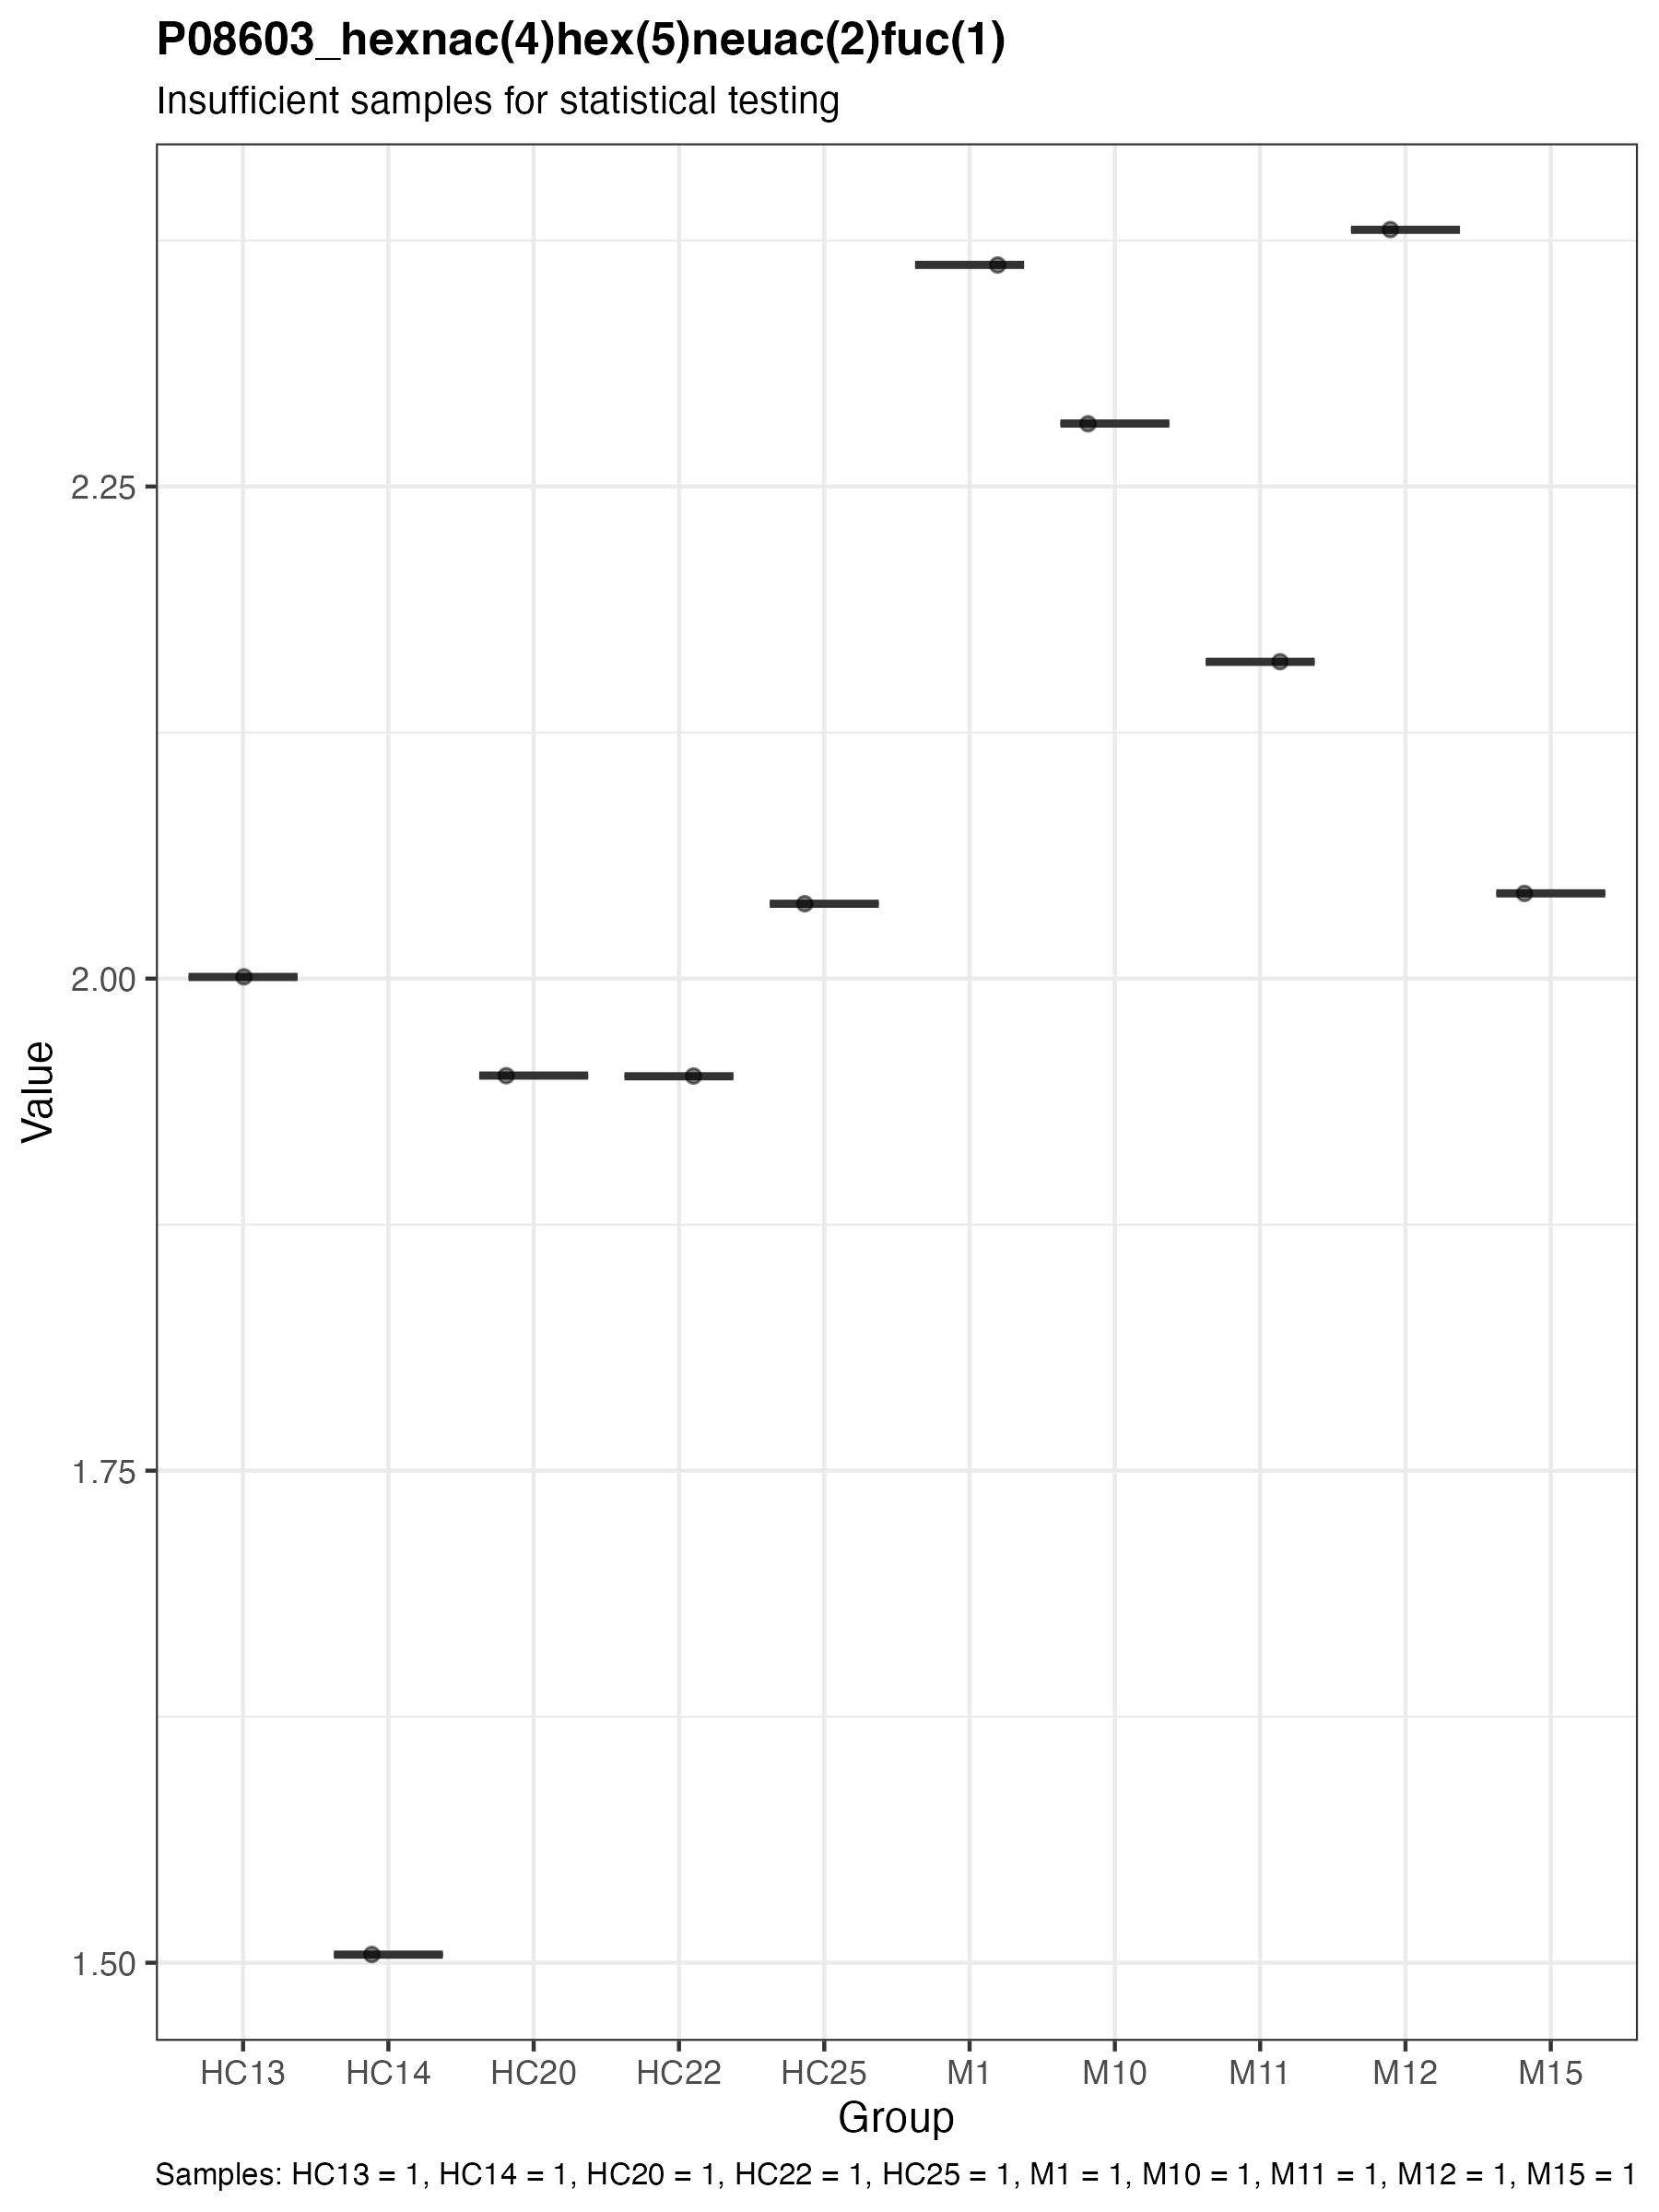 P08603_hexnac(4)hex(5)neuac(2)fuc(1)
Insufficient samples for statistical testing
2.25
2.00
1.75
1.50
Value
HC13 HC14 HC20 HC22 HC25 M1 M10 M11 M12 M15
Group
Samples: HC13 = 1, HC14 = 1, HC20 = 1, HC22 = 1, HC25 = 1, M1 = 1, M10 = 1, M11 = 1, M12 = 1, M15 = 1